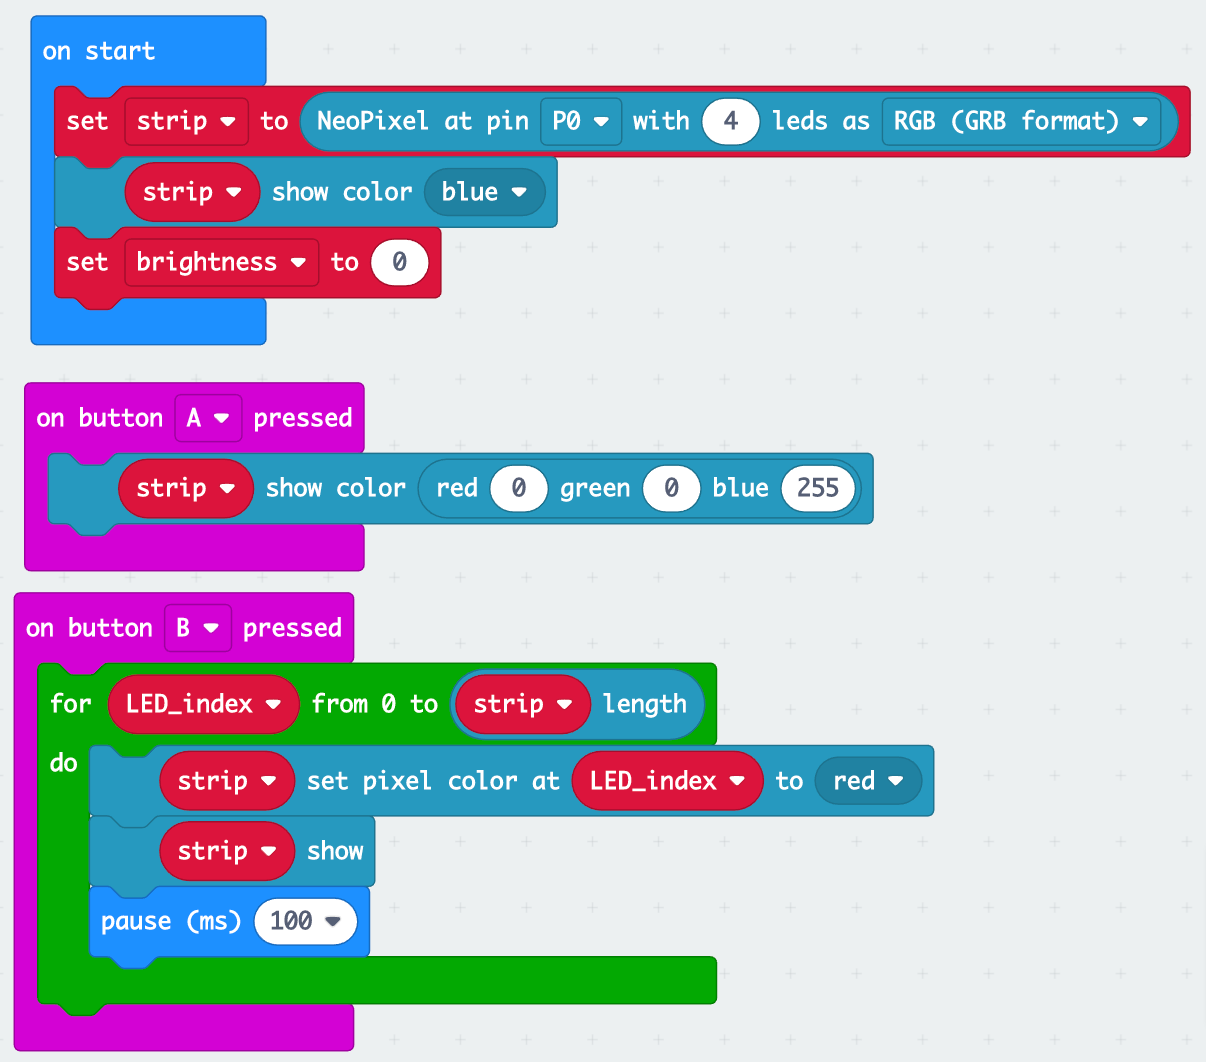 on start
set strip to NeoPixel at pin P0 with 4 leds as RGB (GRB format)
strip show color blue
set brightness to 0
on button A pressed
strip show color red 0 green 0 blue 255
on button B pressed
for LED_index from 0 to strip length
do
strip set pixel color at LED_index to red
strip show
pause (ms) 100